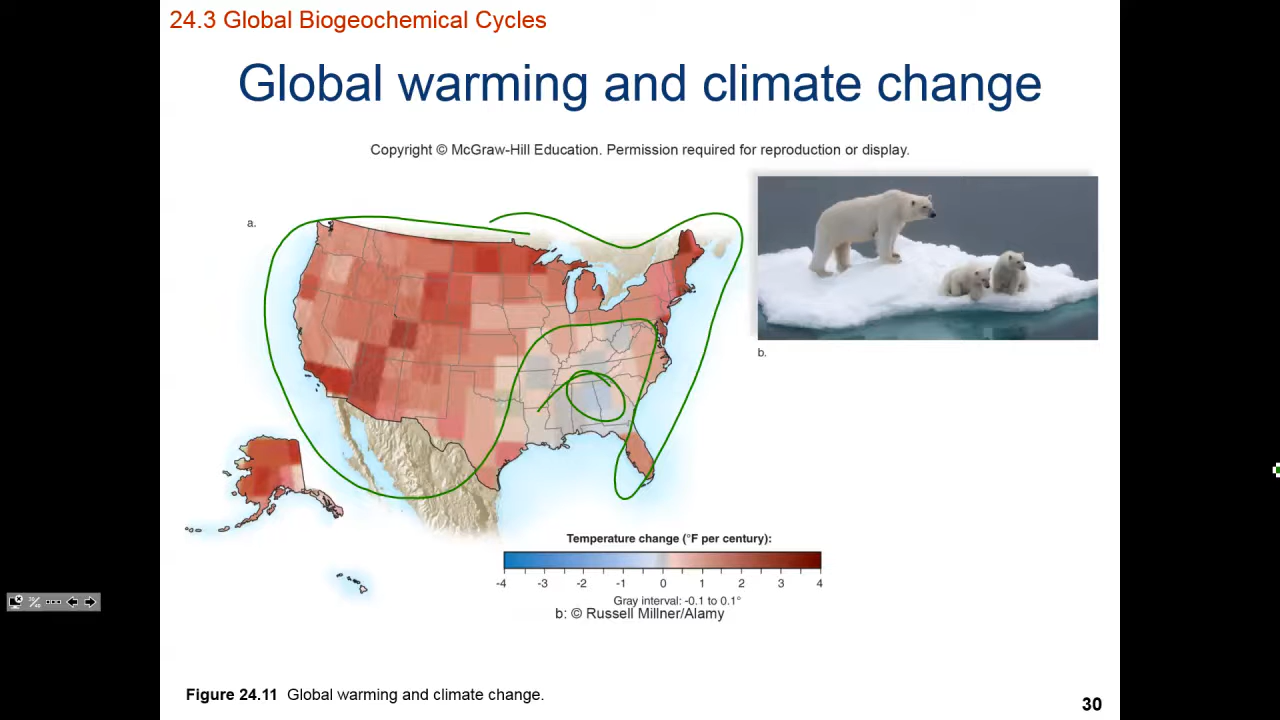 24.3 Global Biogeochemical Cycles
Global warming and climate change
Copyright © McGraw-Hill Education. Permission required for reproduction or display.
a.
b.
Temperature change (°F per century):
-4 -3 -2 -1 0 1 2 3 4
Gray interval: -0.1 to 0.1°
b: © Russell Millner/Alamy
Figure 24.11 Global warming and climate change.
30